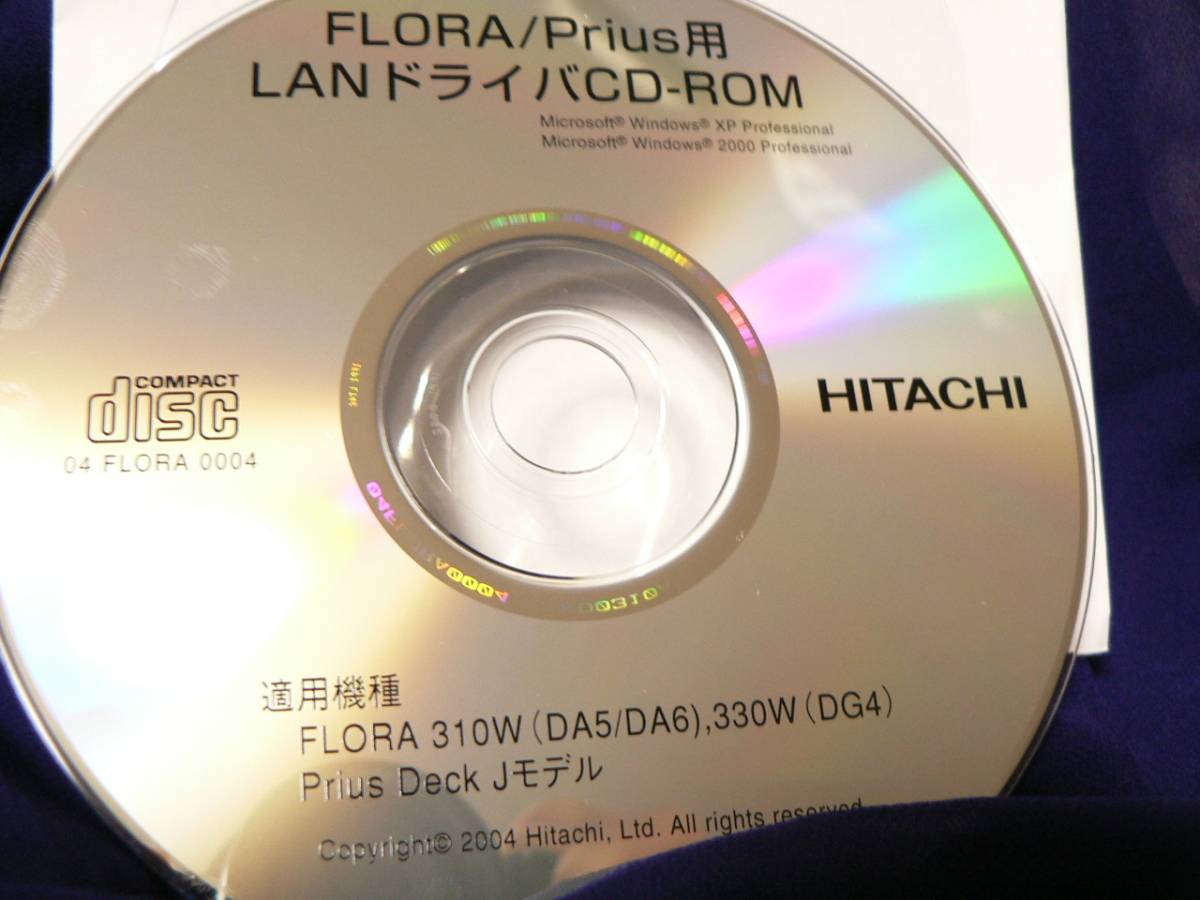 FLORA/Prius用
LANドライバCD-ROM
Microsoft® Windows® XP Professional
Microsoft® Windows® 2000 Professional
COMPACT
disc
04 FLORA 0004
HITACHI
適用機種
FLORA 310W(DA5/DA6),330W(DG4)
Prius Deck Jモデル
Copyright© 2004 Hitachi, Ltd. All rights reserved.